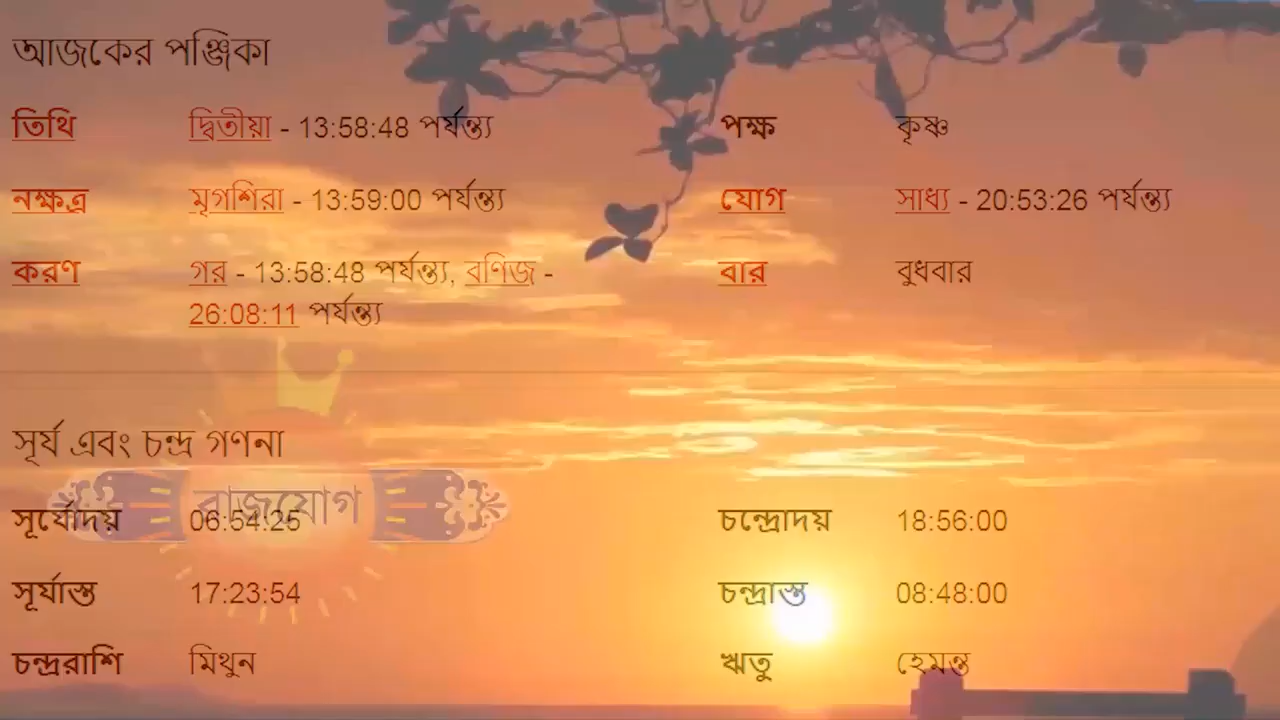 আজকের পঞ্জিকা
তিথি দ্বিতীয়া - 13:58:48 পর্যন্ত্য পক্ষ কৃষ্ণ
নক্ষত্র মৃগশিরা - 13:59:00 পর্যন্ত্য যোগ সাধ্য - 20:53:26 পর্যন্ত্য
করণ গর - 13:58:48 পর্যন্ত্য, বণিজ - বার বুধবার
26:08:11 পর্যন্ত্য
সূর্য এবং চন্দ্র গণনা
রাজযোগ
সূর্যোদয় 06:54:25 চন্দ্রোদয় 18:56:00
সূর্যাস্ত 17:23:54 চন্দ্রাস্ত 08:48:00
চন্দ্ররাশি মিথুন ঋতু হেমন্ত